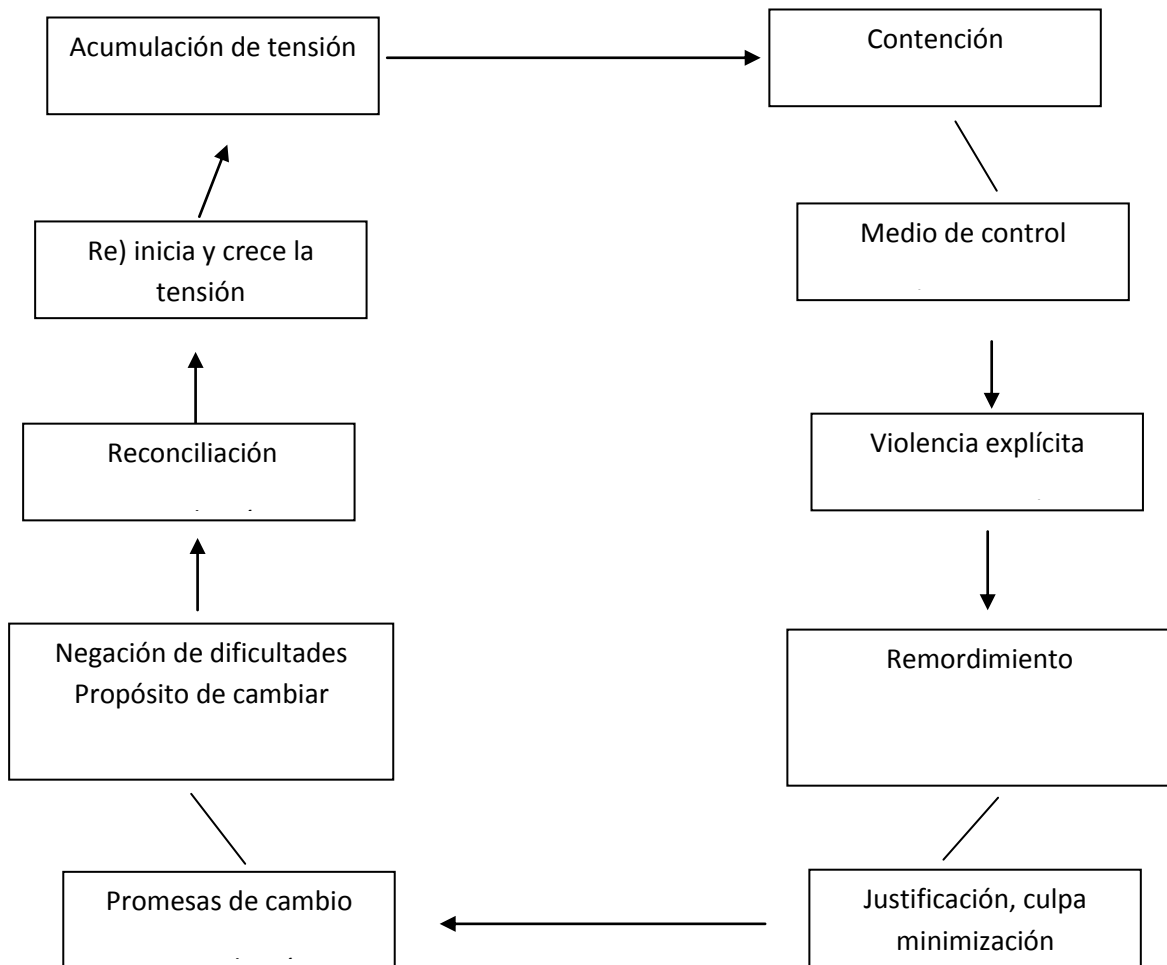 Acumulación de tensión
Contención
Re) inicia y crece la
tensión
Medio de control
Reconciliación
Violencia explícita
Negación de dificultades
Propósito de cambiar
Remordimiento
Promesas de cambio
Justificación, culpa
minimización